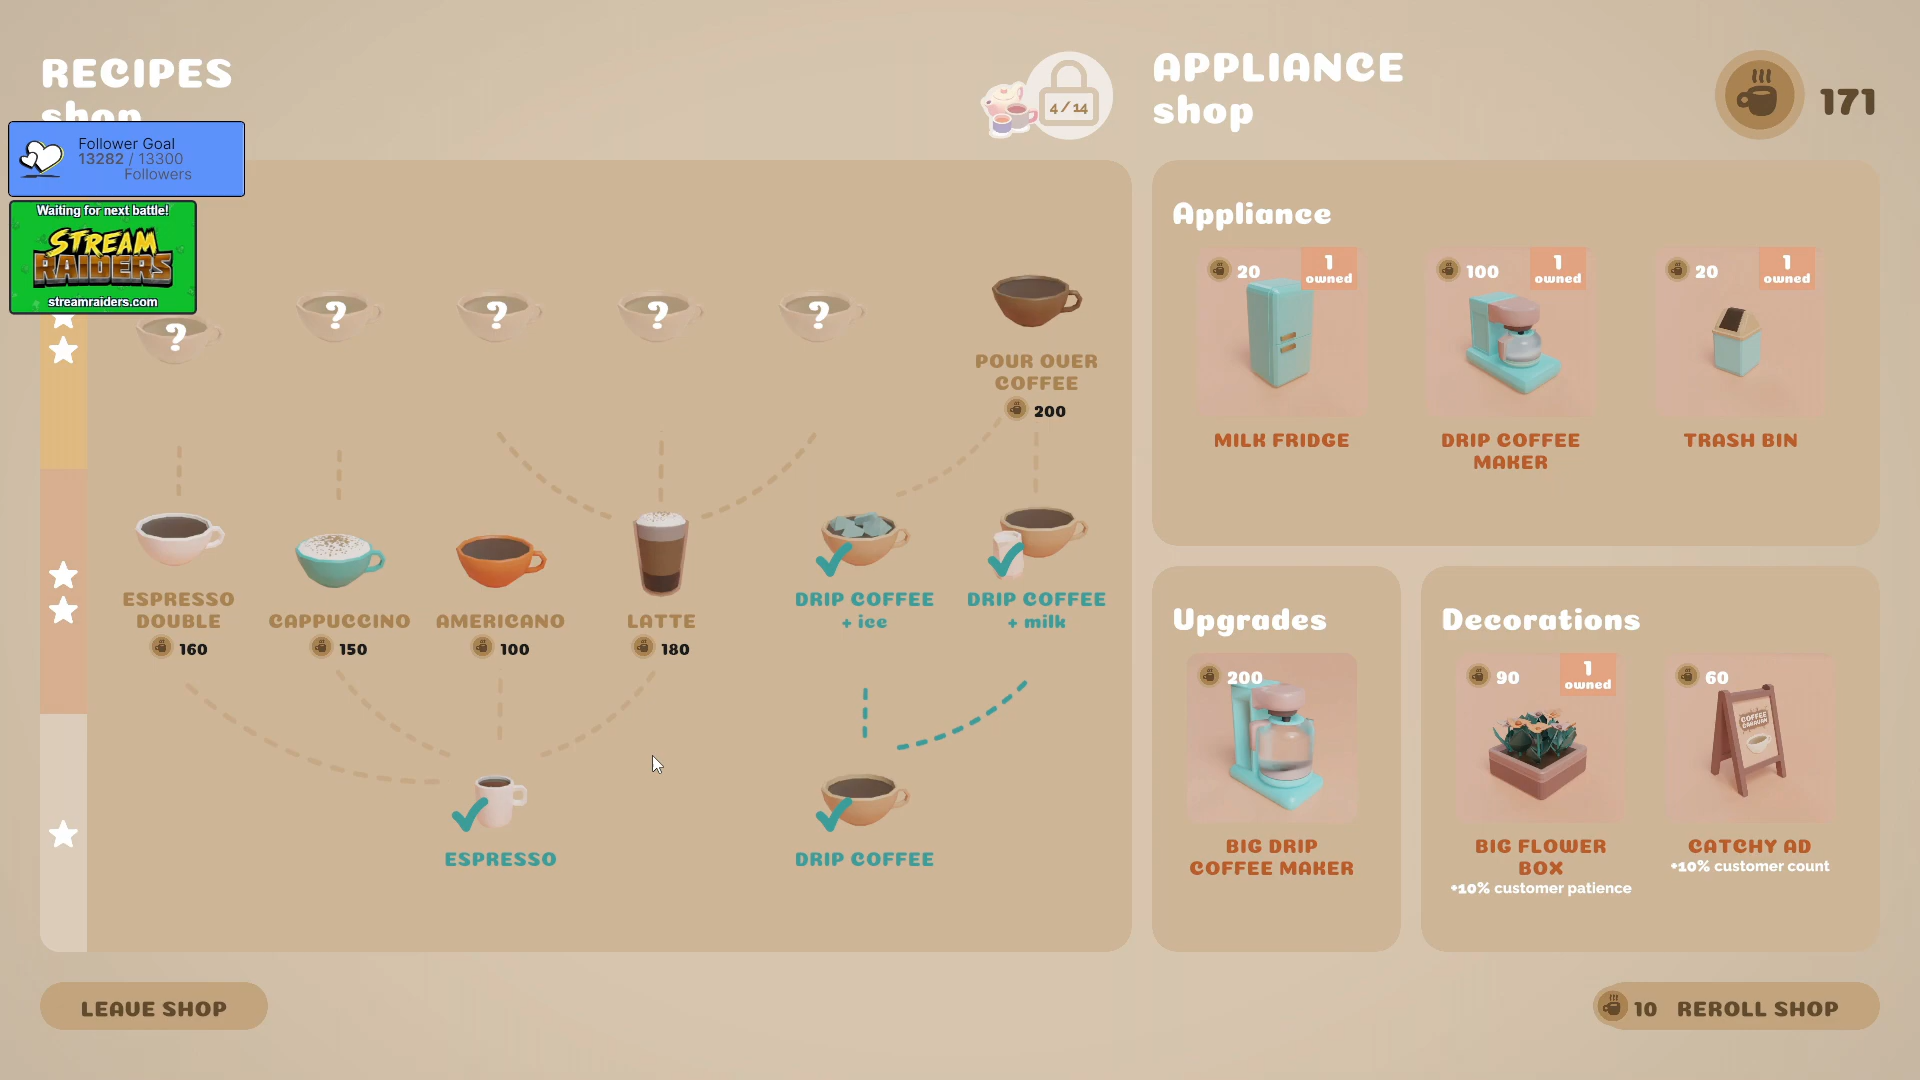 RECIPES
shop
4/14
APPLIANCE
shop
171
Follower Goal
13282 / 13300
Followers
Waiting for next battle!
STREAM
RAIDERS
streamraiders.com
?
?
?
?
?
POUR OVER
COFFEE
200
ESPRESSO
DOUBLE
160
CAPPUCCINO
150
AMERICANO
100
LATTE
180
DRIP COFFEE
+ ice
DRIP COFFEE
+ milk
ESPRESSO
DRIP COFFEE
Appliance
20
1
owned
MILK FRIDGE
100
1
owned
DRIP COFFEE
MAKER
20
1
owned
TRASH BIN
Upgrades
200
BIG DRIP
COFFEE MAKER
Decorations
90
1
owned
BIG FLOWER
BOX
+10% customer patience
60
COFFEE
CARAVAN
CATCHY AD
+10% customer count
LEAVE SHOP
10 REROLL SHOP